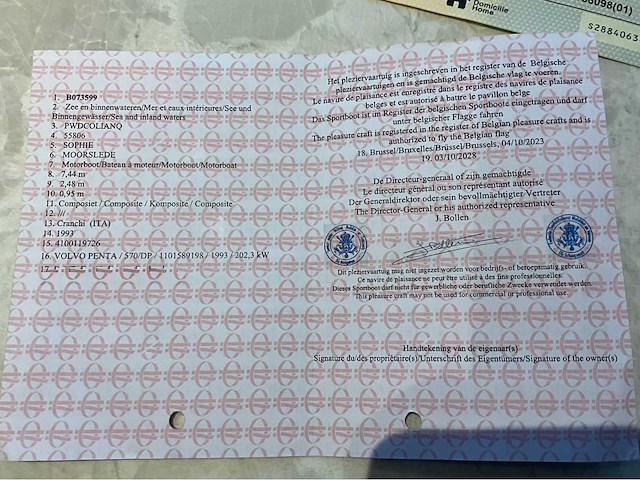 Domicilie
Home
98098(01)
S2884063
1. B073599
2. Zee en binnenwateren/Mer et eaux intérieures/See und
Binnengewässer/Sea and inland waters
3. PWDCOLIANQ
4. 55806
5. SOPHIE
6. MOORSLEDE
7. Motorboot/Bateau à moteur/Motorboot/Motorboat
8. 7,44 m
9. 2,48 m
10. 0,95 m
11. Composiet / Composite / Komposite / Composite
12. ///
13. Cranchi (ITA)
14. 1993
15. 4100119726
16. VOLVO PENTA / 570/DP / 1101589198 / 1993 / 202,3 kW
17.
Het pleziervaartuig is ingeschreven in het register van de Belgische
pleziervaartuigen en is gemachtigd de Belgische vlag te voeren.
Le navire de plaisance est enregistré dans le registre des navires de plaisance
belges et est autorisé à battre le pavillon belge
Das Sportboot ist im Register der belgischen Sportboote eingetragen und darf
unter belgischer Flagge fahren
The pleasure craft is registered in the register of Belgian pleasure crafts and is
authorized to fly the Belgian flag
18. Brussel/Bruxelles/Brüssel/Brussels, 04/10/2023
19. 03/10/2028
De Directeur-generaal of zijn gemachtigde
Le directeur général ou son représentant autorisé
Der Generaldirektor oder sein bevollmächtigter Vertreter
The Director-General or his authorized representative
J. Bollen
Dit pleziervaartuig mag niet ingezet worden voor bedrijfs-, of beroepsmatig gebruik.
Ce navire de plaisance ne peut être utilisé à des fins professionnelles.
Dieses Sportboot darf nicht für gewerbliche oder berufliche Zwecke verwendet werden.
This pleasure craft may not be used for commercial or professional use.
Handtekening van de eigenaar(s)
Signature du/des propriétaire(s)/Unterschrift des Eigentümers/Signature of the owner(s)